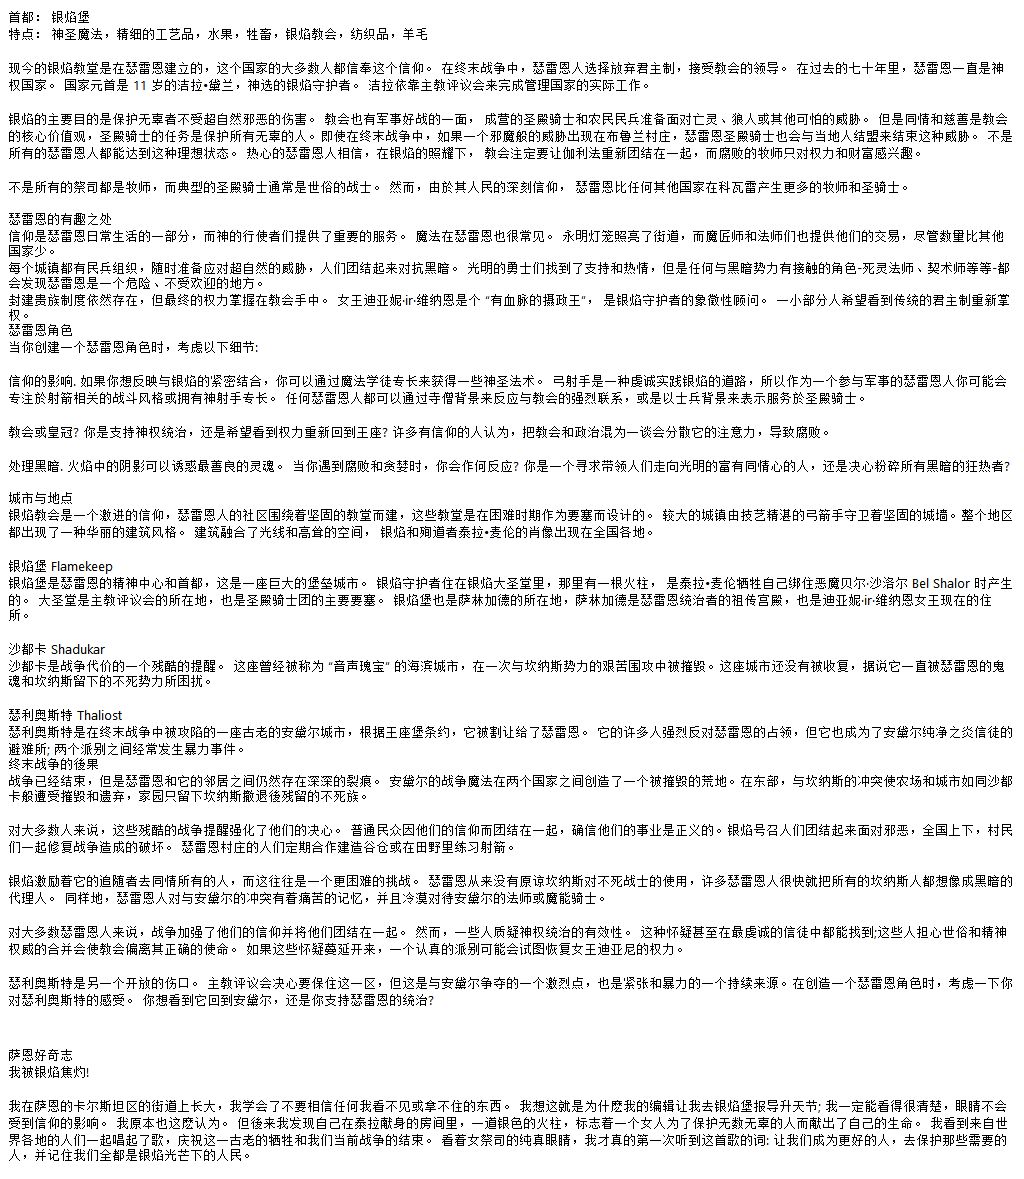 首都： 银焰堡
特点： 神圣魔法，精细的工艺品，水果，牲畜，银焰教会，纺织品，羊毛
现今的银焰教堂是在瑟雷恩建立的，这个国家的大多数人都信奉这个信仰。 在终末战争中，瑟雷恩人选择放弃君主制，接受教会的领导。 在过去的七十年里，瑟雷恩一直是神
权国家。 国家元首是 11 岁的洁拉•黛兰，神选的银焰守护者。 洁拉依靠主教评议会来完成管理国家的实际工作。
银焰的主要目的是保护无辜者不受超自然邪恶的伤害。 教会也有军事好战的一面， 成营的圣殿骑士和农民民兵准备面对亡灵、狼人或其他可怕的威胁。 但是同情和慈善是教会
的核心价值观，圣殿骑士的任务是保护所有无辜的人。即使在终末战争中，如果一个邪魔般的威胁出现在布鲁兰村庄，瑟雷恩圣骑士也会与当地人结盟来结束这种威胁。 不是
所有的瑟雷恩人都能达到这种理想状态。 热心的瑟雷恩人相信，在银焰的照耀下， 教会注定要让伽利法重新团结在一起，而腐败的牧师只对权力和财富感兴趣。
不是所有的祭司都是牧师，而典型的圣殿骑士通常是世俗的战士。 然而，由於其人民的深刻信仰， 瑟雷恩比任何其他国家在科瓦雷产生更多的牧师和圣骑士。
瑟雷恩的有趣之处
信仰是瑟雷恩日常生活的一部分，而神的行使者们提供了重要的服务。 魔法在瑟雷恩也很常见。 永明灯笼照亮了街道，而魔匠师和法师们也提供他们的交易，尽管数量比其他
国家少。
每个城镇都有民兵组织，随时准备应对超自然的威胁，人们团结起来对抗黑暗。 光明的勇士们找到了支持和热情，但是任何与黑暗势力有接触的角色-死灵法师、契术师等等-都
会发现瑟雷恩是一个危险、不受欢迎的地方。
封建贵族制度依然存在，但最终的权力掌握在教会手中。 女王迪亚妮·ir·维纳恩是个 “有血脉的摄政王”， 是银焰守护者的象徵性顾问。 一小部分人希望看到传统的君主制重新掌
权。
瑟雷恩角色
当你创建一个瑟雷恩角色时，考虑以下细节:
信仰的影响. 如果你想反映与银焰的紧密结合，你可以通过魔法学徒专长来获得一些神圣法术。 弓射手是一种虔诚实践银焰的道路，所以作为一个参与军事的瑟雷恩人你可能会
专注於射箭相关的战斗风格或拥有神射手专长。 任何瑟雷恩人都可以通过寺僧背景来反应与教会的强烈联系，或是以士兵背景来表示服务於圣殿骑士。
教会或皇冠? 你是支持神权统治，还是希望看到权力重新回到王座? 许多有信仰的人认为，把教会和政治混为一谈会分散它的注意力，导致腐败。
处理黑暗. 火焰中的阴影可以诱惑最善良的灵魂。 当你遇到腐败和贪婪时，你会作何反应? 你是一个寻求带领人们走向光明的富有同情心的人，还是决心粉碎所有黑暗的狂热者?
城市与地点
银焰教会是一个激进的信仰，瑟雷恩人的社区围绕着坚固的教堂而建，这些教堂是在困难时期作为要塞而设计的。 较大的城镇由技艺精湛的弓箭手守卫着坚固的城墙。整个地区
都出现了一种华丽的建筑风格。 建筑融合了光线和高耸的空间， 银焰和殉道者泰拉•麦伦的肖像出现在全国各地。
银焰堡 Flamekeep
银焰堡是瑟雷恩的精神中心和首都，这是一座巨大的堡垒城市。 银焰守护者住在银焰大圣堂里，那里有一根火柱， 是泰拉•麦伦牺牲自己绑住恶魔贝尔·沙洛尔 Bel Shalor 时产生
的。 大圣堂是主教评议会的所在地，也是圣殿骑士团的主要要塞。 银焰堡也是萨林加德的所在地，萨林加德是瑟雷恩统治者的祖传宫殿，也是迪亚妮·ir·维纳恩女王现在的住
所。
沙都卡 Shadukar
沙都卡是战争代价的一个残酷的提醒。 这座曾经被称为 “音声瑰宝” 的海滨城市，在一次与坎纳斯势力的艰苦围攻中被摧毁。这座城市还没有被收复，据说它一直被瑟雷恩的鬼
魂和坎纳斯留下的不死势力所困扰。
瑟利奥斯特 Thaliost
瑟利奥斯特是在终末战争中被攻陷的一座古老的安黛尔城市，根据王座堡条约，它被割让给了瑟雷恩。 它的许多人强烈反对瑟雷恩的占领，但它也成为了安黛尔纯净之炎信徒的
避难所; 两个派别之间经常发生暴力事件。
终末战争的後果
战争已经结束，但是瑟雷恩和它的邻居之间仍然存在深深的裂痕。 安黛尔的战争魔法在两个国家之间创造了一个被摧毁的荒地。在东部，与坎纳斯的冲突使农场和城市如同沙都
卡般遭受摧毁和遗弃，家园只留下坎纳斯撤退後残留的不死族。
对大多数人来说，这些残酷的战争提醒强化了他们的决心。 普通民众因他们的信仰而团结在一起，确信他们的事业是正义的。银焰号召人们团结起来面对邪恶，全国上下，村民
们一起修复战争造成的破坏。 瑟雷恩村庄的人们定期合作建造谷仓或在田野里练习射箭。
银焰激励着它的追随者去同情所有的人，而这往往是一个更困难的挑战。 瑟雷恩从来没有原谅坎纳斯对不死战士的使用，许多瑟雷恩人很快就把所有的坎纳斯人都想像成黑暗的
代理人。 同样地，瑟雷恩人对与安黛尔的冲突有着痛苦的记忆，并且冷漠对待安黛尔的法师或魔能骑士。
对大多数瑟雷恩人来说，战争加强了他们的信仰并将他们团结在一起。 然而，一些人质疑神权统治的有效性。 这种怀疑甚至在最虔诚的信徒中都能找到;这些人担心世俗和精神
权威的合并会使教会偏离其正确的使命。 如果这些怀疑蔓延开来，一个认真的派别可能会试图恢复女王迪亚尼的权力。
瑟利奥斯特是另一个开放的伤口。 主教评议会决心要保住这一区，但这是与安黛尔争夺的一个激烈点，也是紧张和暴力的一个持续来源。在创造一个瑟雷恩角色时，考虑一下你
对瑟利奥斯特的感受。 你想看到它回到安黛尔，还是你支持瑟雷恩的统治?
萨恩好奇志
我被银焰焦灼!
我在萨恩的卡尔斯坦区的街道上长大，我学会了不要相信任何我看不见或拿不住的东西。 我想这就是为什麽我的编辑让我去银焰堡报导升天节; 我一定能看得很清楚，眼睛不会
受到信仰的影响。 我原本也这麽认为。 但後来我发现自己在泰拉献身的房间里，一道银色的火柱，标志着一个女人为了保护无数无辜的人而献出了自己的生命。 我看到来自世
界各地的人们一起唱起了歌，庆祝这一古老的牺牲和我们当前战争的结束。 看着女祭司的纯真眼睛，我才真的第一次听到这首歌的词: 让我们成为更好的人，去保护那些需要的
人，并记住我们全都是银焰光芒下的人民。